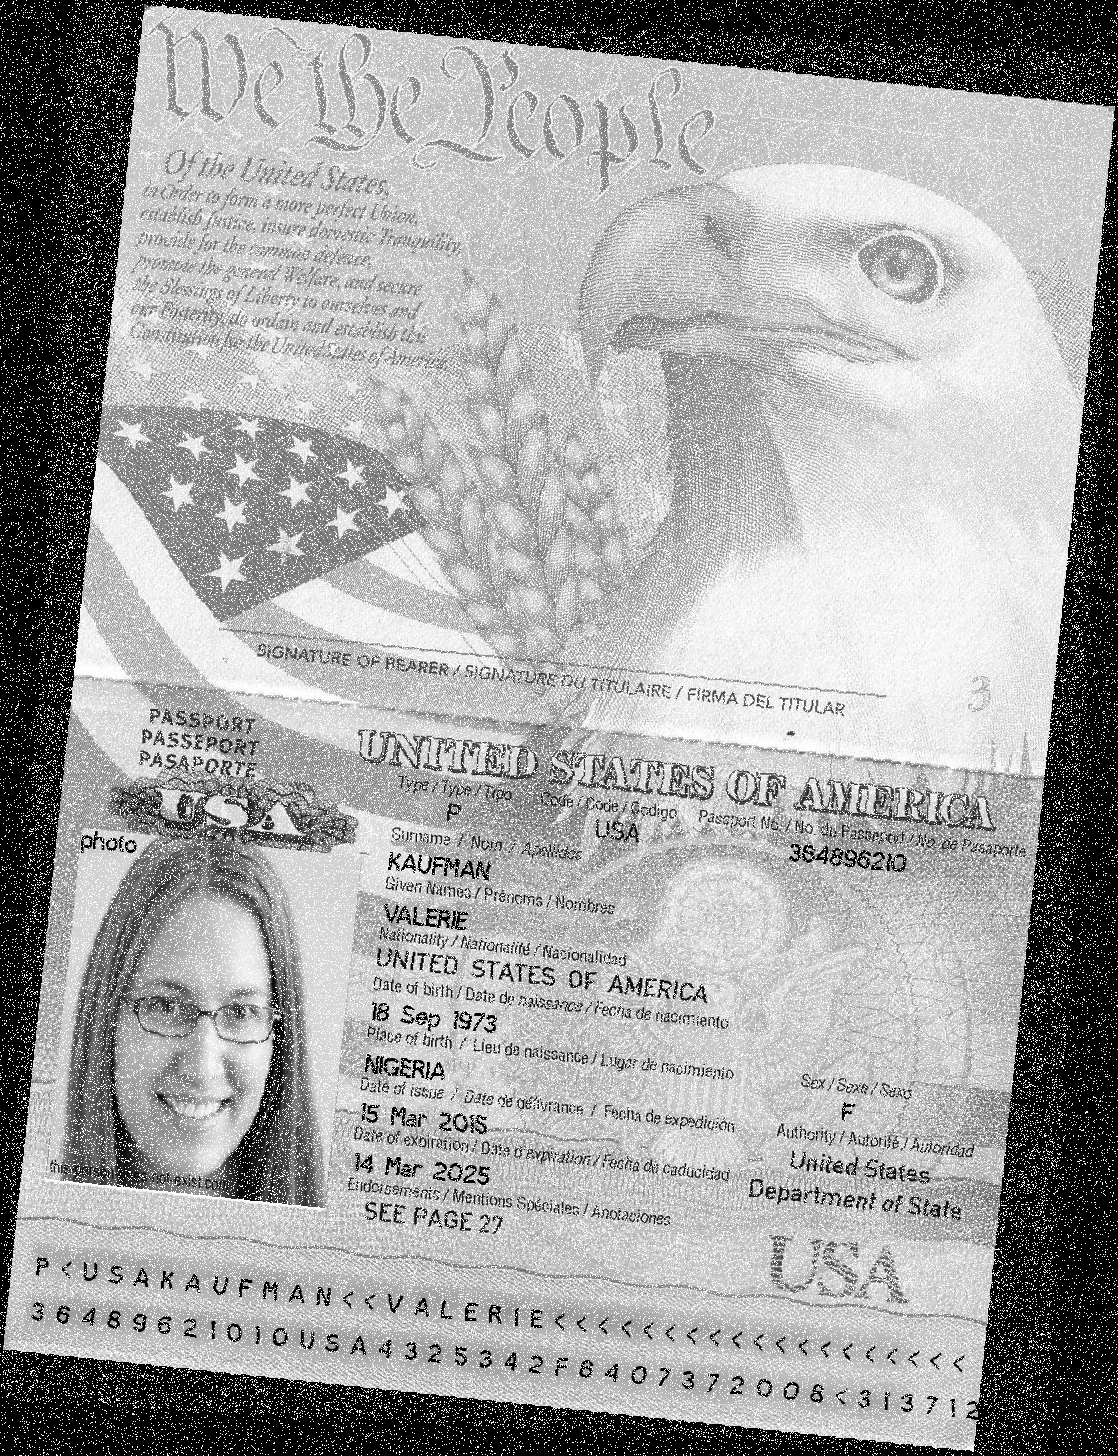 We the People
Of the United States,
in Order to form a more perfect Union,
establish Justice, insure domestic Tranquility,
provide for the common defence,
promote the general Welfare, and secure
the Blessings of Liberty to ourselves and
our Posterity, do ordain and establish this
Constitution for the United States of America.
SIGNATURE OF BEARER / SIGNATURE DU TITULAIRE / FIRMA DEL TITULAR
3
PASSPORT
PASSEPORT
PASAPORTE
USA
UNITED STATES OF AMERICA
Type / Type / Tipo Code / Code / Codigo Passport No. / No. du Passeport / No. de Pasaporte
P USA 364896210
photo
Surname / Nom / Apellidos
KAUFMAN
Given Names / Prénoms / Nombres
VALERIE
Nationality / Nationalité / Nacionalidad
UNITED STATES OF AMERICA
Date of birth / Date de naissance / Fecha de nacimiento
18 Sep 1973
Place of birth / Lieu de naissance / Lugar de nacimiento
NIGERIA
Sex / Sexe / Sexo
F
Date of issue / Date de délivrance / Fecha de expedición
15 Mar 2015
Authority / Autorité / Autoridad
United States
Department of State
Date of expiration / Date d'expiration / Fecha de caducidad
14 Mar 2025
Endorsements / Mentions Spéciales / Anotaciones
SEE PAGE 27
USA
P<USAKAUFMAN<<VALERIE<<<<<<<<<<<<<<<<<<<
3648962101OUSA4325342F6407372008<313712